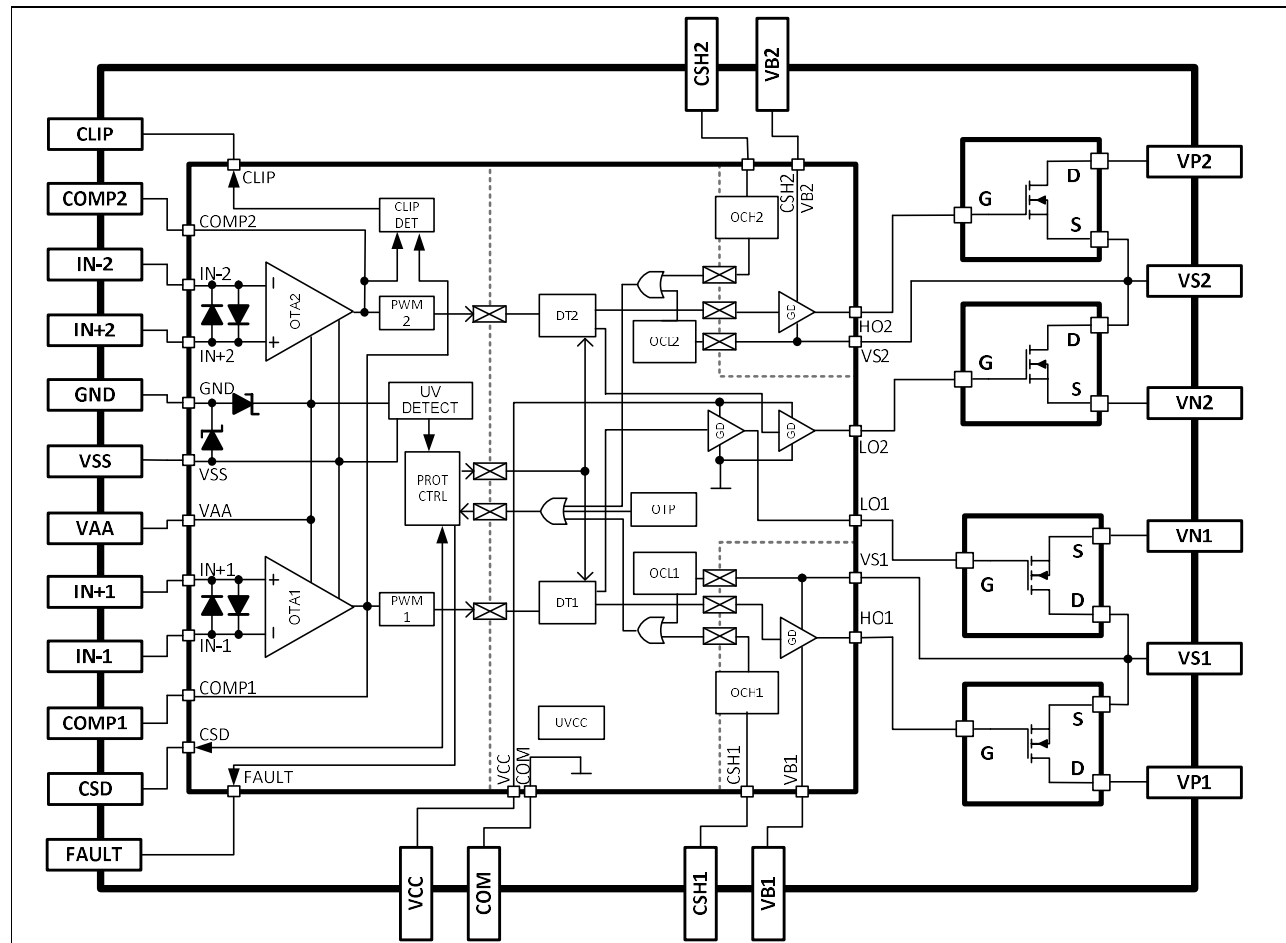 CSH2
VB2
CLIP
COMP2
IN-2
IN+2
GND
VSS
VAA
IN+1
IN-1
COMP1
CSD
FAULT
CLIP
COMP2
IN-2
IN+2
GND
VSS
VAA
IN+1
IN-1
COMP1
CSD
FAULT
OTA2
OTA1
CLIP
DET
PWM
2
UV
DETECT
PROT
CTRL
PWM
1
DT2
DT1
OCH2
OCL2
OTP
OCL1
OCH1
UVCC
GD
GD
GD
GD
CSH2
VB2
HO2
VS2
LO2
LO1
VS1
HO1
VCC
COM
CSH1
VB1
G
D
S
G
D
S
G
S
D
G
S
D
VP2
VS2
VN2
VN1
VS1
VP1
VCC
COM
CSH1
VB1